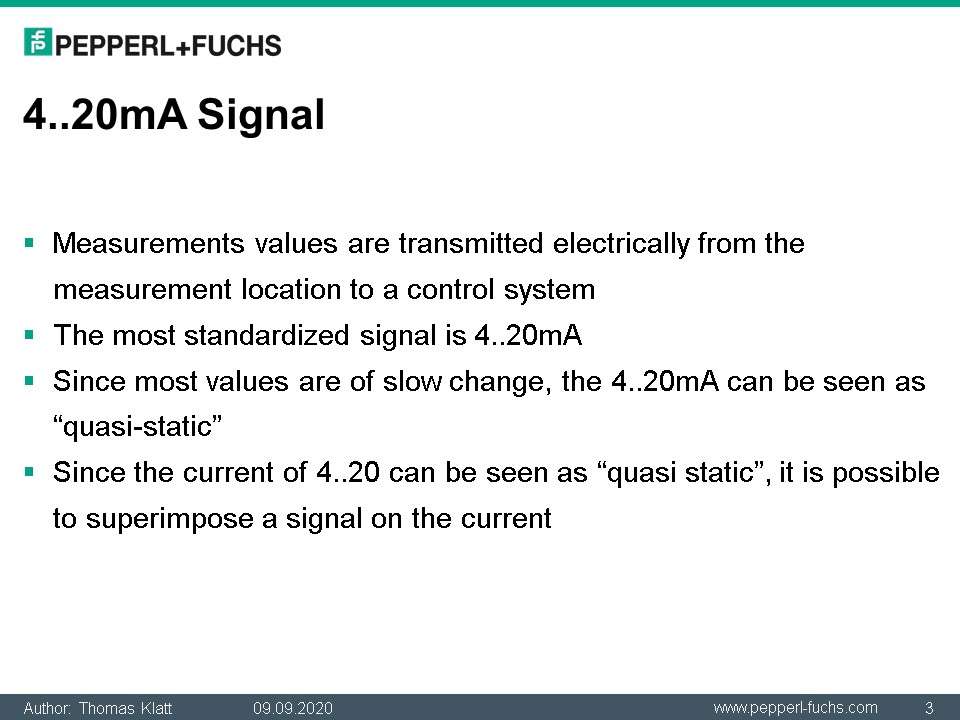 PEPPERL+FUCHS
4..20mA Signal
Measurements values are transmitted electrically from the
measurement location to a control system
The most standardized signal is 4..20mA
Since most values are of slow change, the 4..20mA can be seen as
“quasi-static”
Since the current of 4..20 can be seen as “quasi static”, it is possible
to superimpose a signal on the current
Author: Thomas Klatt 09.09.2020 www.pepperl-fuchs.com 3